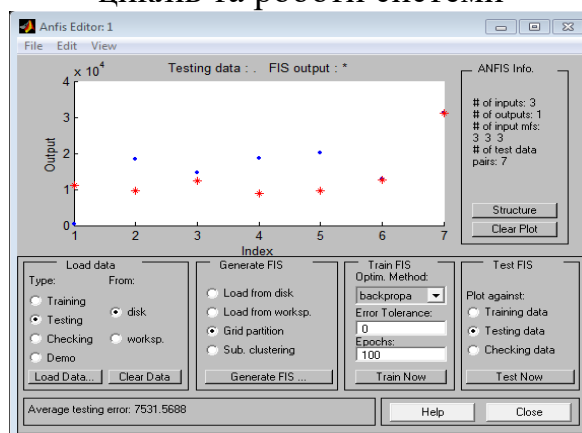 циклів та роботи системи
Anfis Editor: 1
File Edit View
x 10^4
Testing data : . FIS output : *
4
3
2
1
0
Output
1 2 3 4 5 6 7
Index
ANFIS Info.
# of inputs: 3
# of outputs: 1
# of input mfs:
3 3 3
# of test data
pairs: 7
Structure
Clear Plot
Load data
Type: From:
Training
Testing
Checking
Demo
disk
worksp.
Load Data... Clear Data
Generate FIS
Load from disk
Load from worksp.
Grid partition
Sub. clustering
Generate FIS ...
Train FIS
Optim. Method:
backpropa
Error Tolerance:
0
Epochs:
100
Train Now
Test FIS
Plot against:
Training data
Testing data
Checking data
Test Now
Average testing error: 7531.5688
Help Close